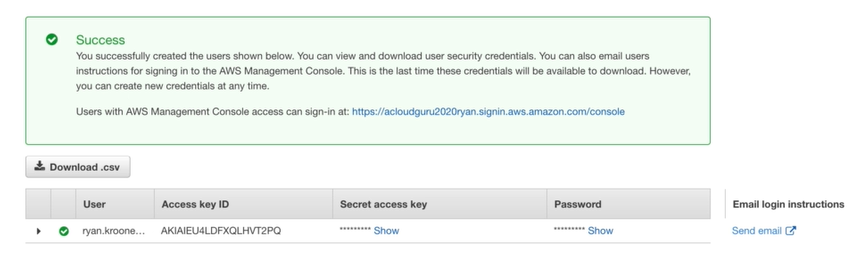 Success
You successfully created the users shown below. You can view and download user security credentials. You can also email users
instructions for signing in to the AWS Management Console. This is the last time these credentials will be available to download. However,
you can create new credentials at any time.
Users with AWS Management Console access can sign-in at: https://acloudguru2020ryan.signin.aws.amazon.com/console
Download .csv
User Access key ID Secret access key Password Email login instructions
ryan.kroone... AKIAIEU4LDFXQLHVT2PQ ********* Show ********* Show Send email